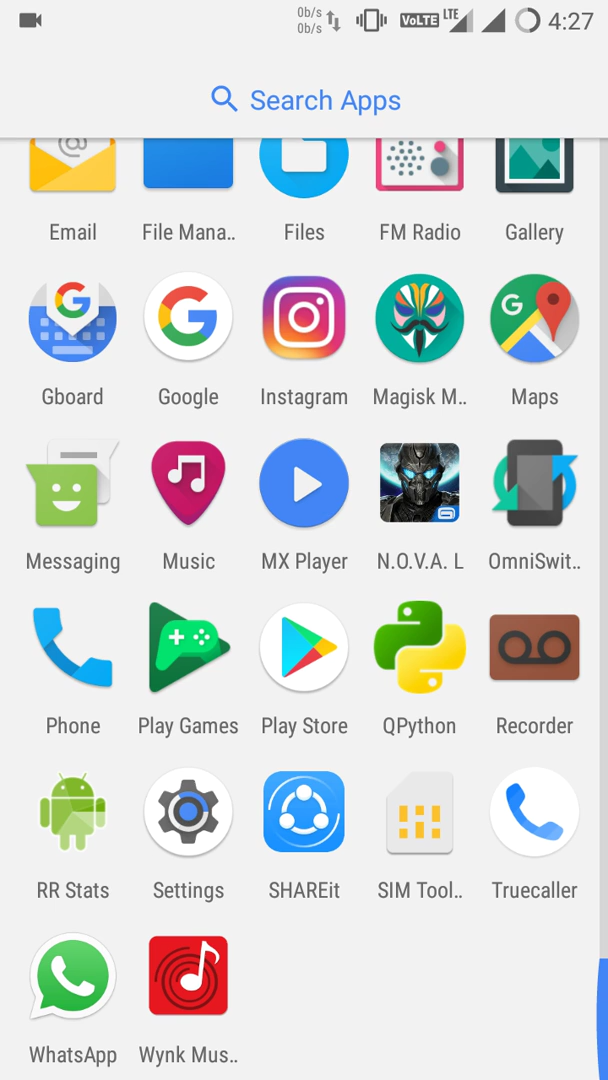 0b/s
0b/s
VoLTE
LTE
4:27
Search Apps
Email
File Mana..
Files
FM Radio
Gallery
Gboard
Google
Instagram
Magisk M..
Maps
Messaging
Music
MX Player
N.O.V.A. L
OmniSwit..
Phone
Play Games
Play Store
QPython
Recorder
RR Stats
Settings
SHAREit
SIM Tool..
Truecaller
WhatsApp
Wynk Mus..